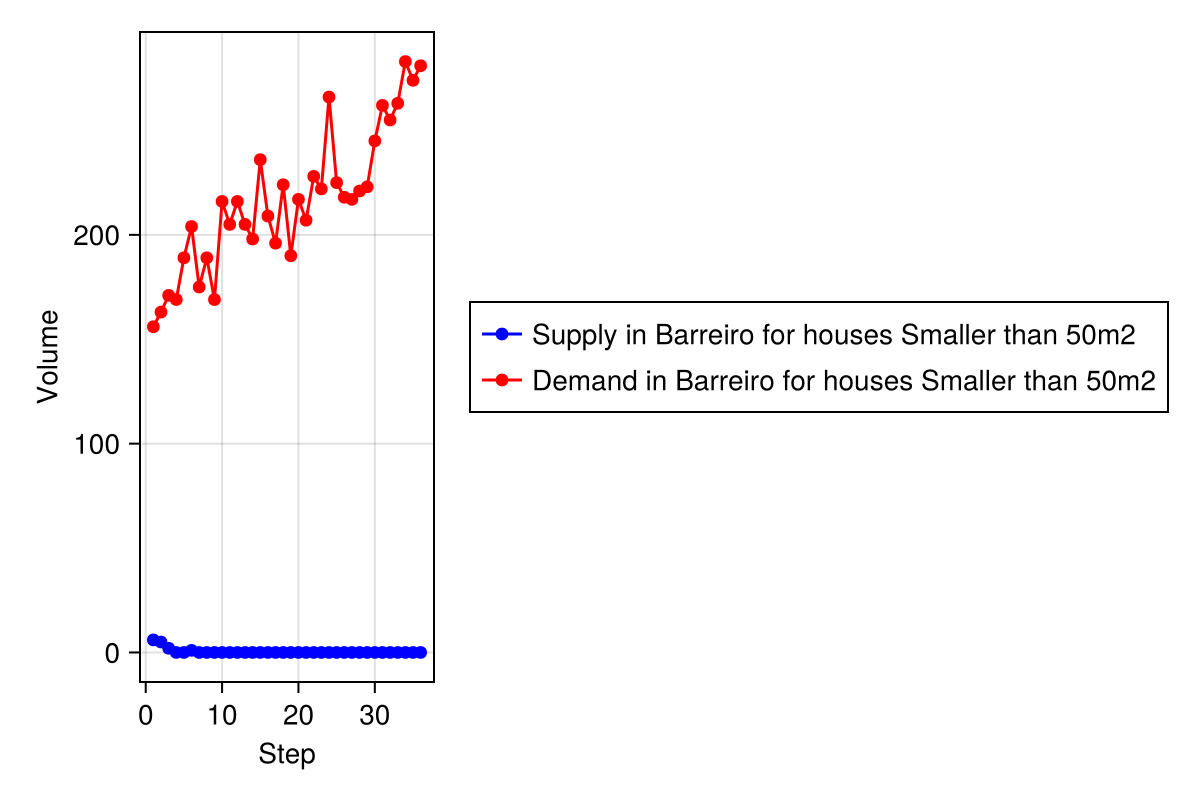 Volume
200
100
0
0 10 20 30
Step
Supply in Barreiro for houses Smaller than 50m2
Demand in Barreiro for houses Smaller than 50m2